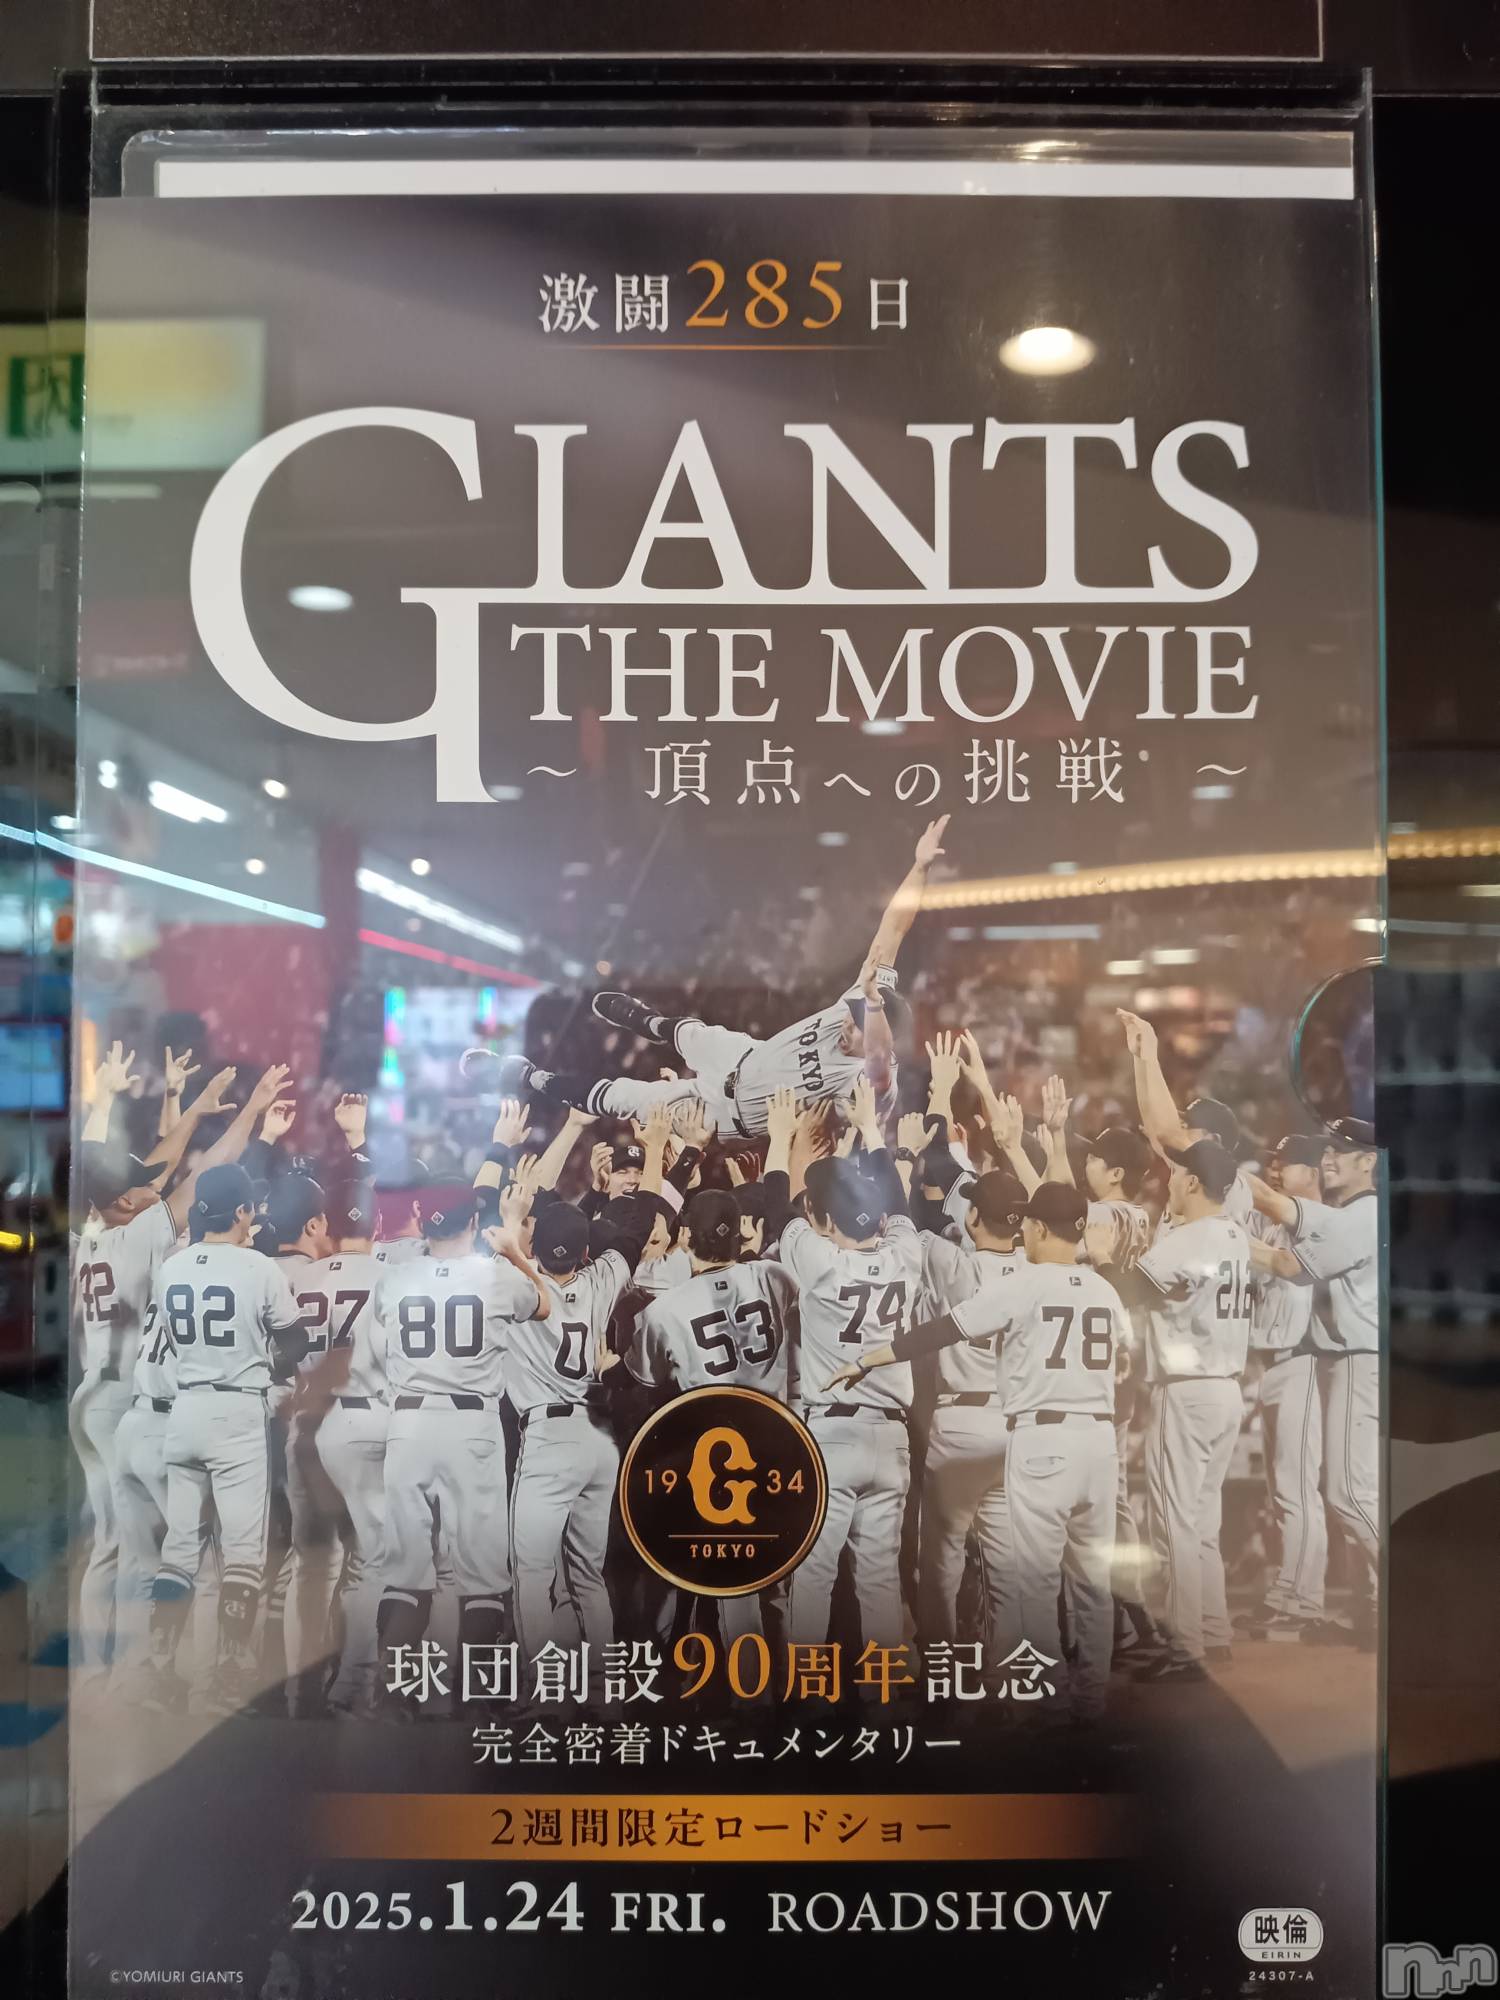 激闘285日
GIANTS
THE MOVIE
～ 頂点への挑戦 ～
TOKYO
42
82
27
80
0
53
74
78
19 G 34
TOKYO
球団創設90周年記念
完全密着ドキュメンタリー
2週間限定ロードショー
2025.1.24 FRI. ROADSHOW
映倫
EIRIN
24307-A
©YOMIURI GIANTS